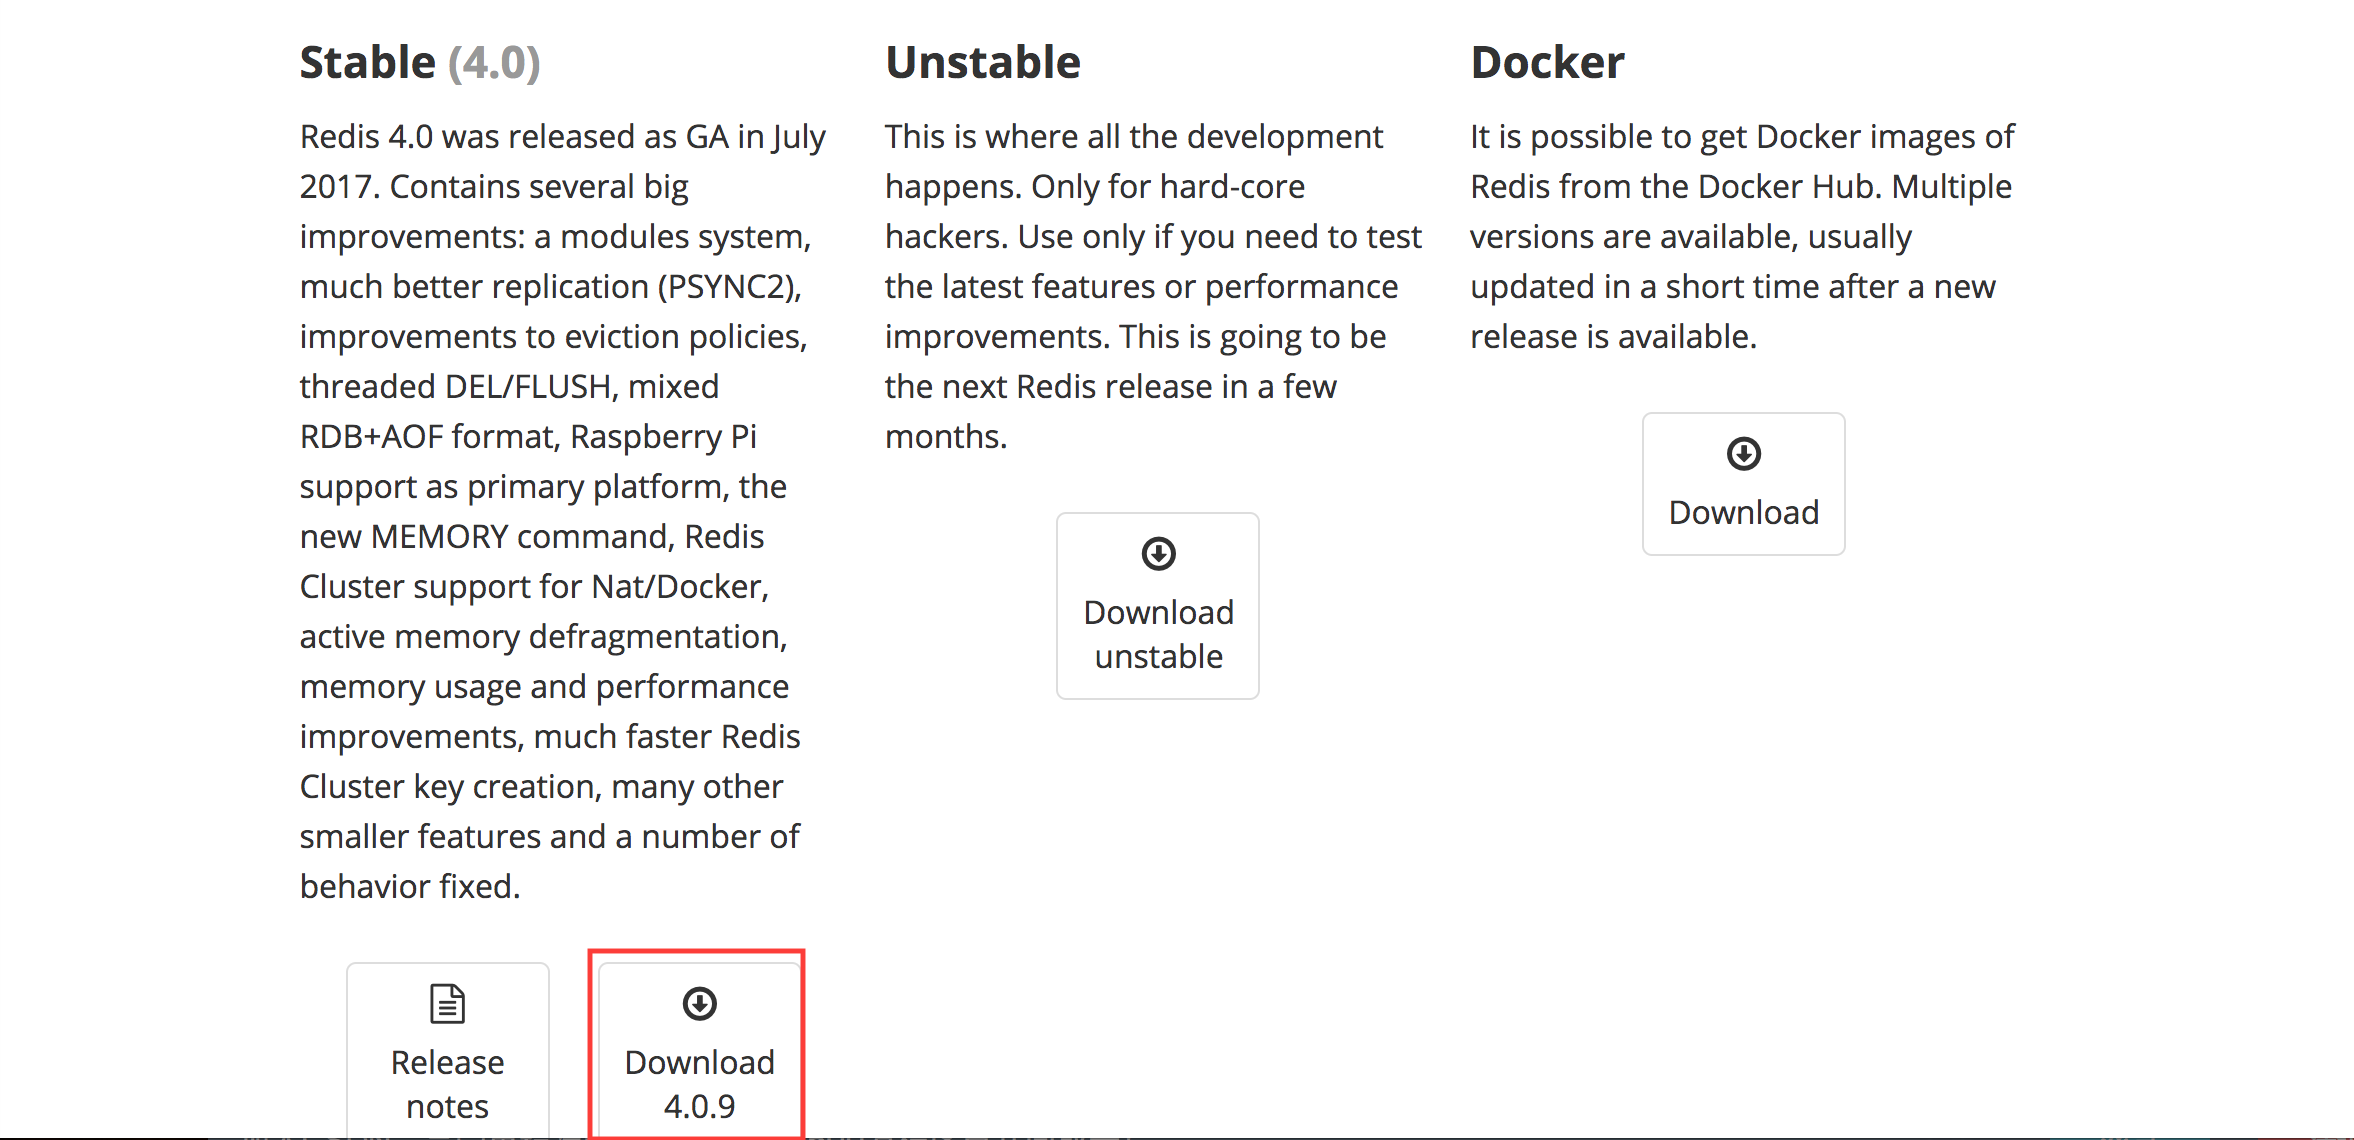 Stable (4.0)
Redis 4.0 was released as GA in July
2017. Contains several big
improvements: a modules system,
much better replication (PSYNC2),
improvements to eviction policies,
threaded DEL/FLUSH, mixed
RDB+AOF format, Raspberry Pi
support as primary platform, the
new MEMORY command, Redis
Cluster support for Nat/Docker,
active memory defragmentation,
memory usage and performance
improvements, much faster Redis
Cluster key creation, many other
smaller features and a number of
behavior fixed.
Release
notes
Download
4.0.9
Unstable
This is where all the development
happens. Only for hard-core
hackers. Use only if you need to test
the latest features or performance
improvements. This is going to be
the next Redis release in a few
months.
Download
unstable
Docker
It is possible to get Docker images of
Redis from the Docker Hub. Multiple
versions are available, usually
updated in a short time after a new
release is available.
Download